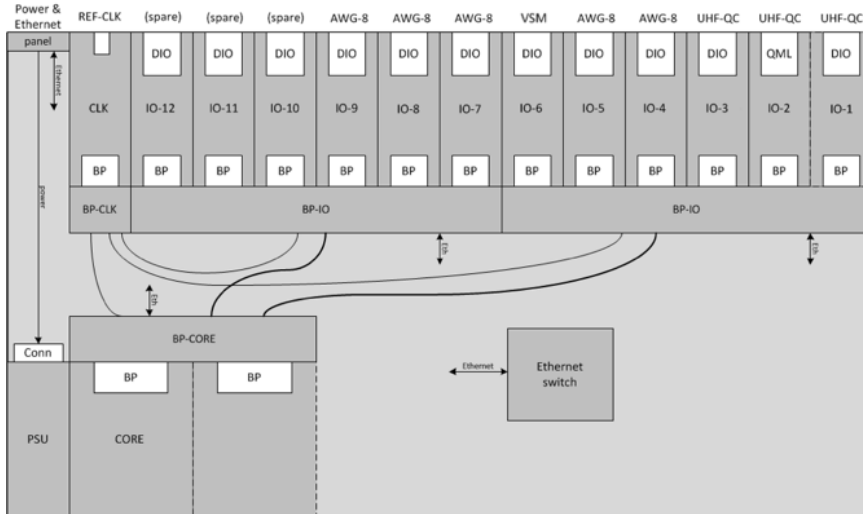 Power & Ethernet
REF-CLK
(spare)
(spare)
(spare)
AWG-8
AWG-8
AWG-8
VSM
AWG-8
AWG-8
UHF-QC
UHF-QC
UHF-QC
panel
DIO
DIO
DIO
DIO
DIO
DIO
DIO
DIO
DIO
DIO
QML
DIO
Ethernet
CLK
IO-12
IO-11
IO-10
IO-9
IO-8
IO-7
IO-6
IO-5
IO-4
IO-3
IO-2
IO-1
BP
BP
BP
BP
BP
BP
BP
BP
BP
BP
BP
BP
BP
power
BP-CLK
BP-IO
BP-IO
Eth
Eth
Eth
BP-CORE
Conn
BP
BP
Ethernet
Ethernet
switch
PSU
CORE